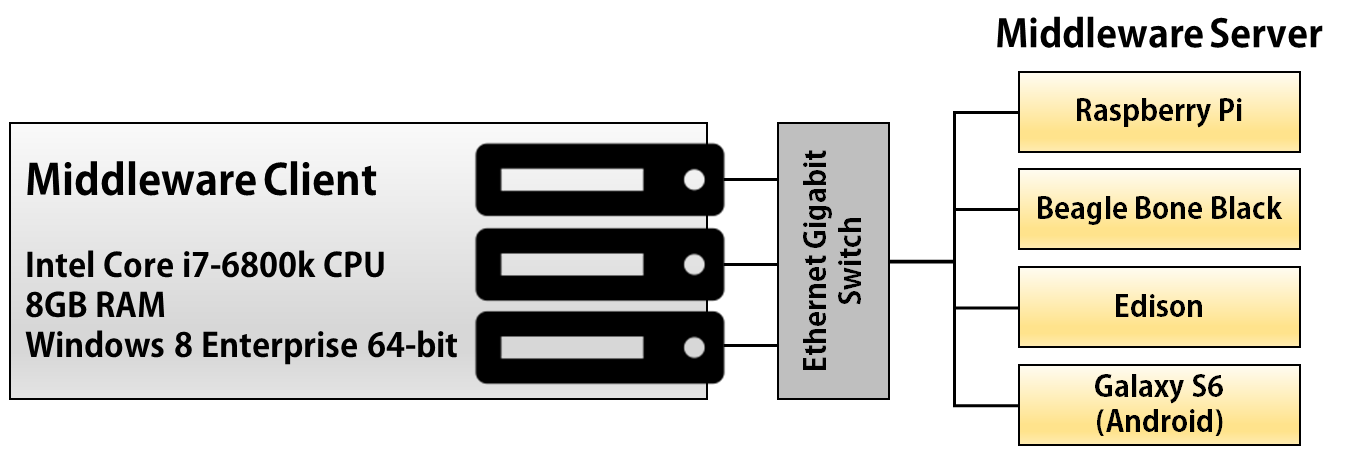 Middleware Server
Middleware Client
Intel Core i7-6800k CPU
8GB RAM
Windows 8 Enterprise 64-bit
Ethernet Gigabit
Switch
Raspberry Pi
Beagle Bone Black
Edison
Galaxy S6
(Android)